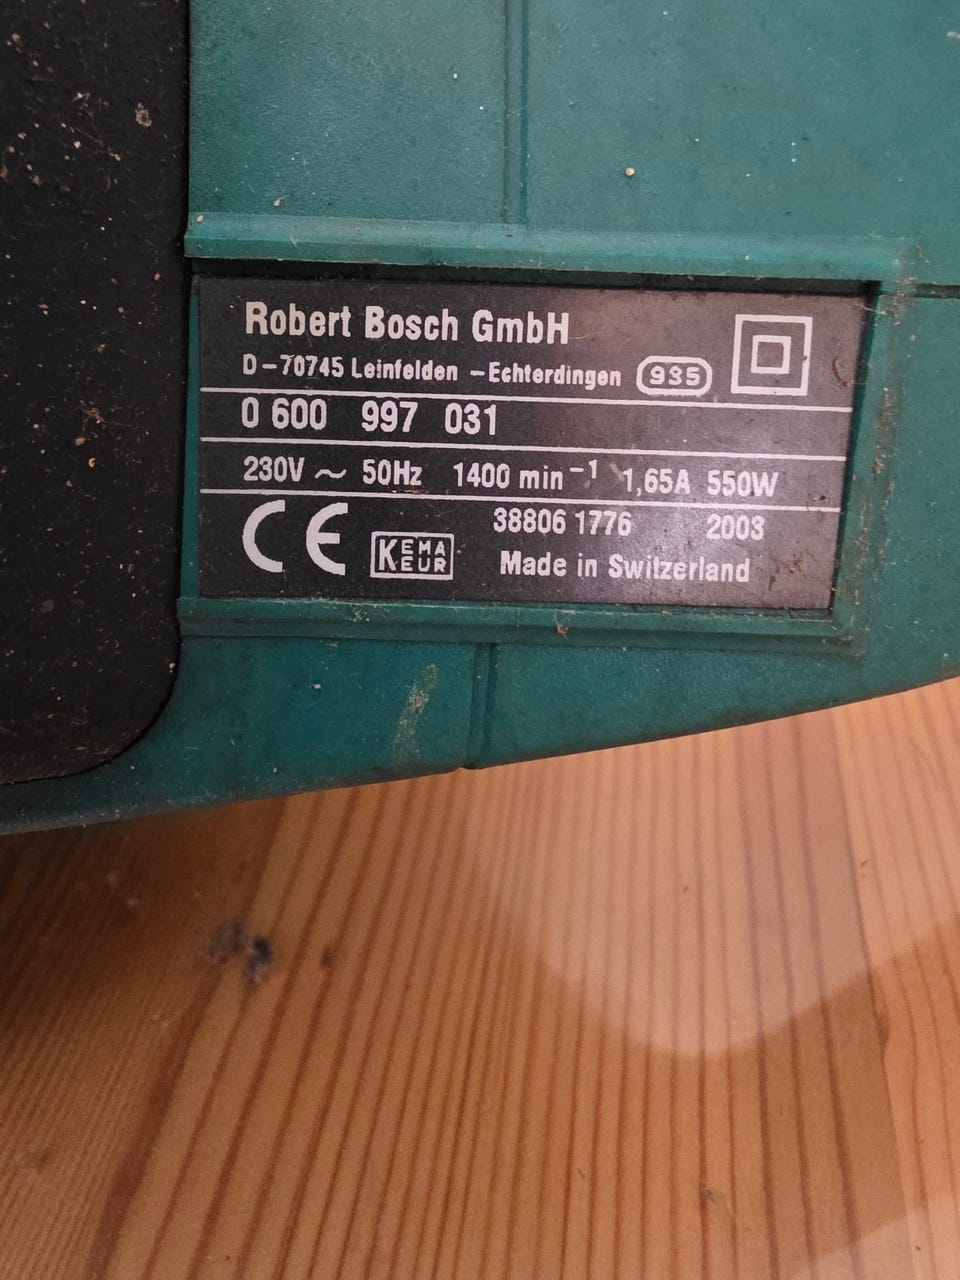 Robert Bosch GmbH
D-70745 Leinfelden -Echterdingen 935
0 600 997 031
230V ~ 50Hz 1400 min⁻¹ 1,65A 550W
CE KEMA EUR 38806 1776 2003
Made in Switzerland